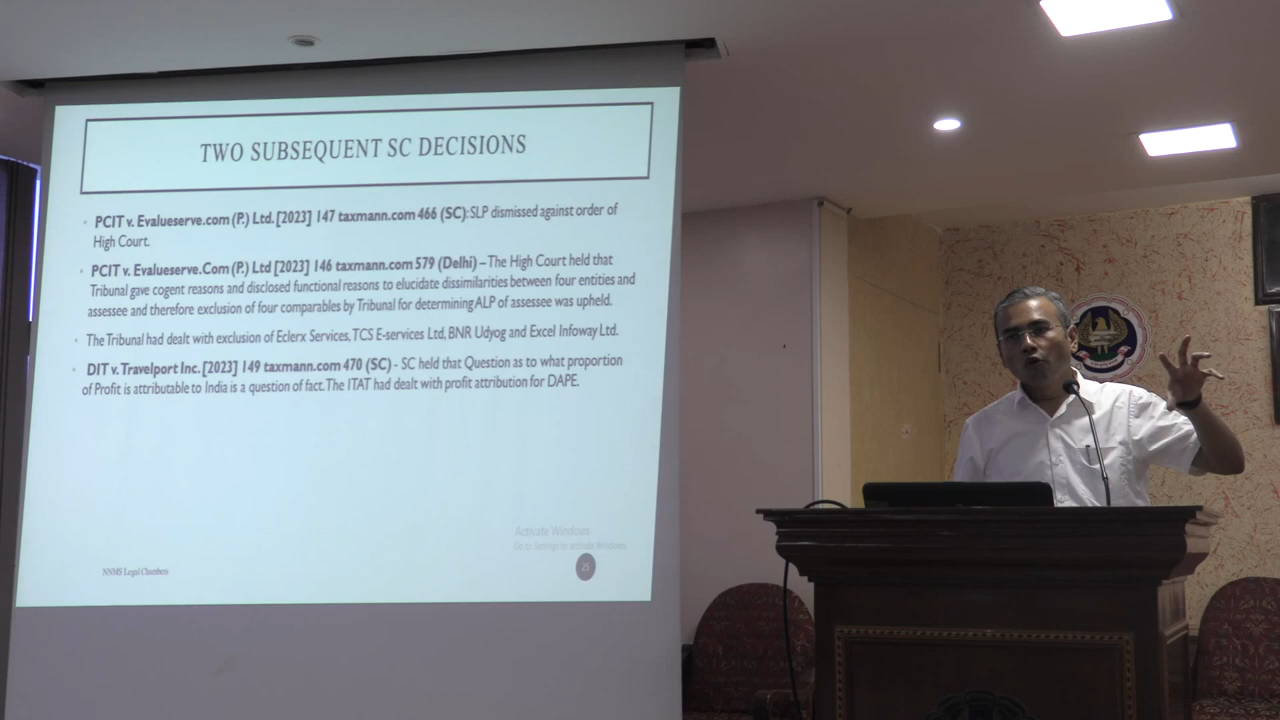 TWO SUBSEQUENT SC DECISIONS
PCIT v. Evalueserve.com (P.) Ltd. [2023] 147 taxmann.com 466 (SC): SLP dismissed against order of
High Court.
PCIT v. Evalueserve.Com (P.) Ltd [2023] 146 taxmann.com 579 (Delhi) – The High Court held that
Tribunal gave cogent reasons and disclosed functional reasons to elucidate dissimilarities between four entities and
assessee and therefore exclusion of four comparables by Tribunal for determining ALP of assessee was upheld.
The Tribunal had dealt with exclusion of Eclerx Services, TCS E-services Ltd, BNR Udyog and Excel Infoway Ltd.
DIT v. Travelport Inc. [2023] 149 taxmann.com 470 (SC) - SC held that Question as to what proportion
of Profit is attributable to India is a question of fact. The ITAT had dealt with profit attribution for DAPE.
Activate Windows
Go to Settings to activate Windows.
NNMS Legal Chambers
25